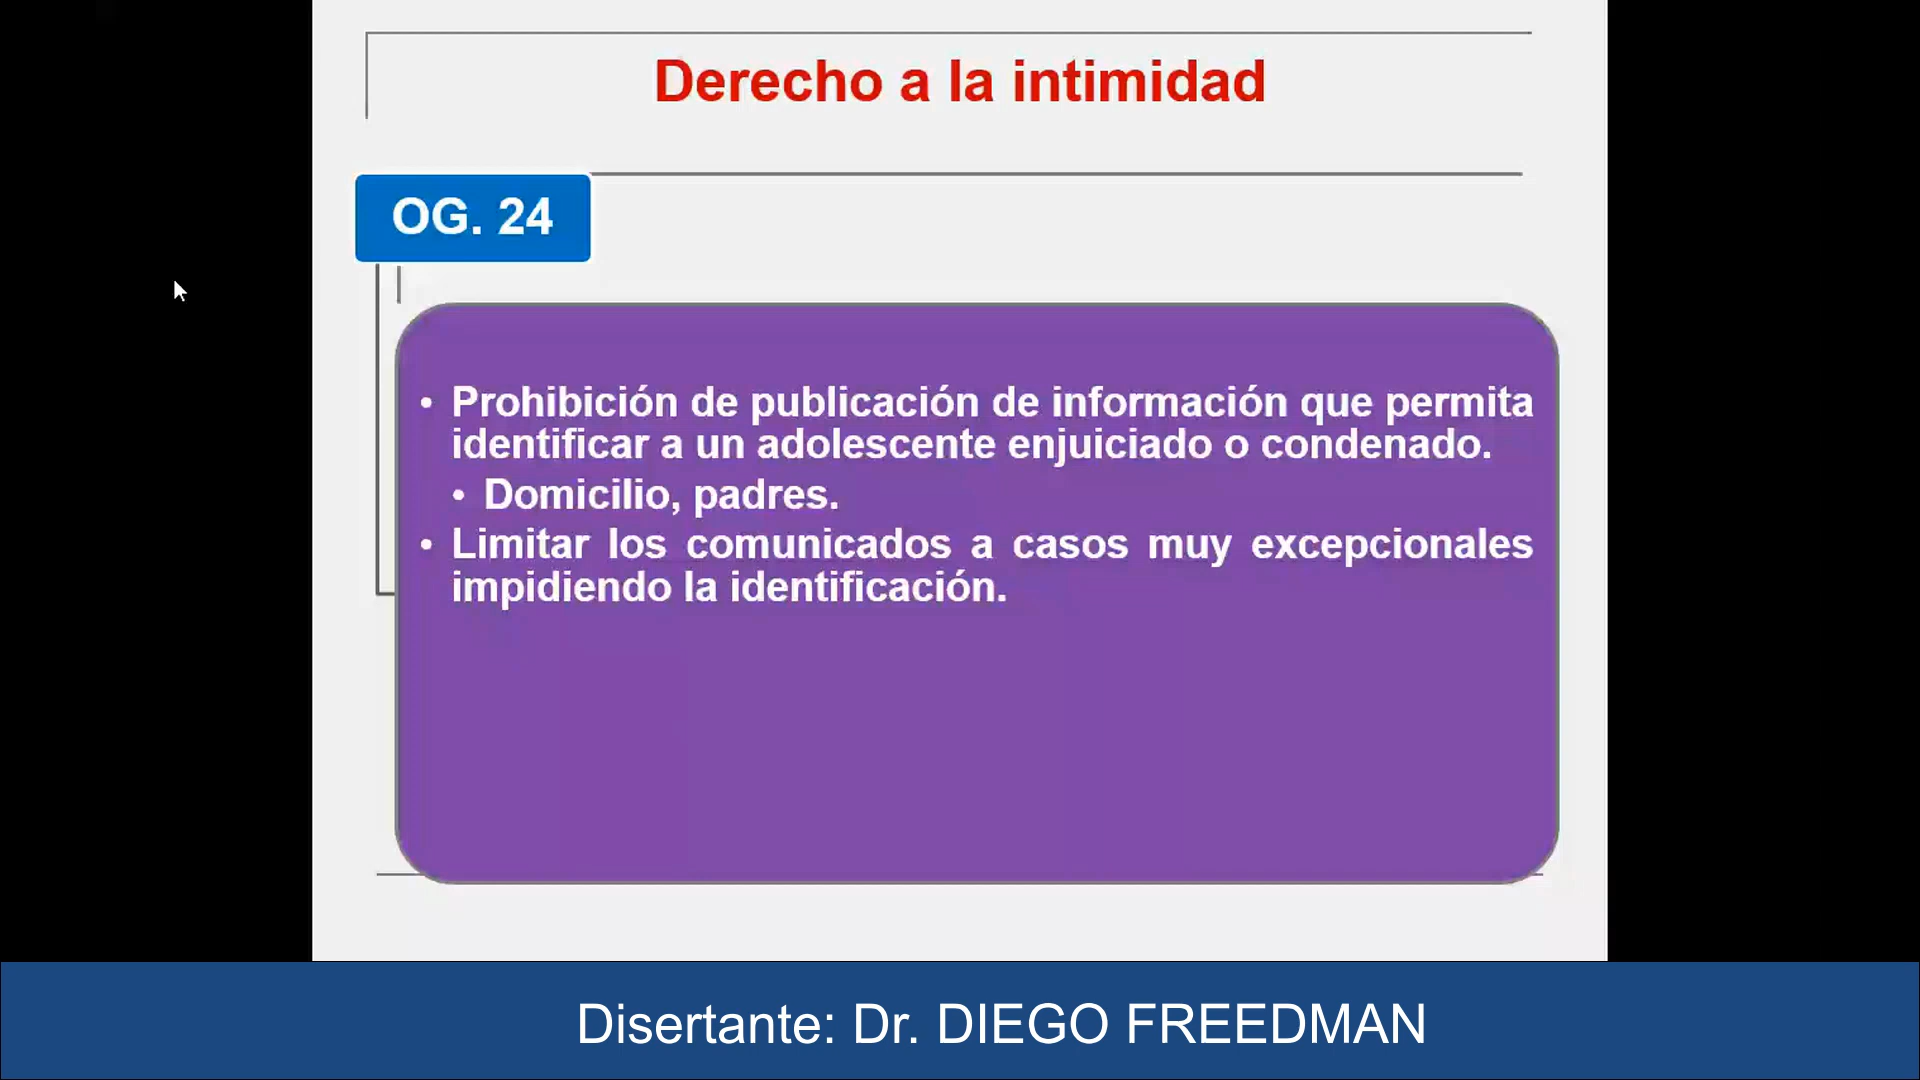 Derecho a la intimidad
OG. 24
• Prohibición de publicación de información que permita
identificar a un adolescente enjuiciado o condenado.
• Domicilio, padres.
• Limitar los comunicados a casos muy excepcionales
impidiendo la identificación.
Disertante: Dr. DIEGO FREEDMAN